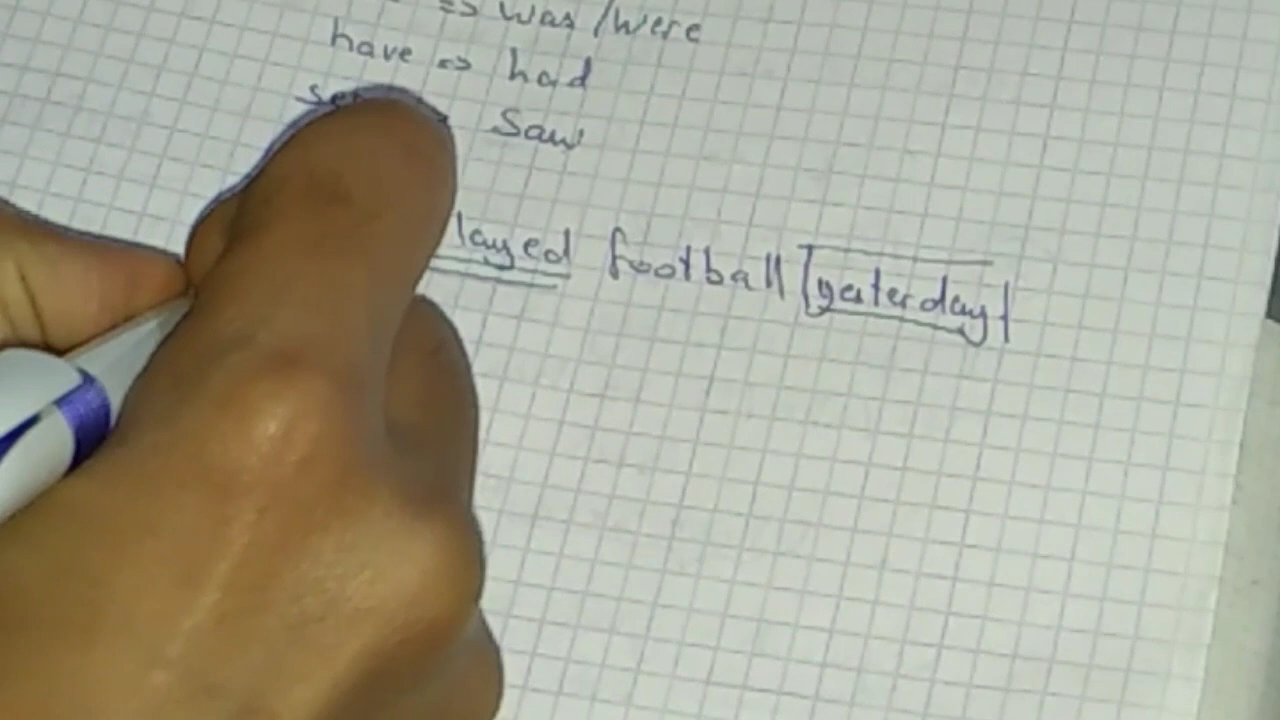 => was/were
have => had
saw
layed football yesterday